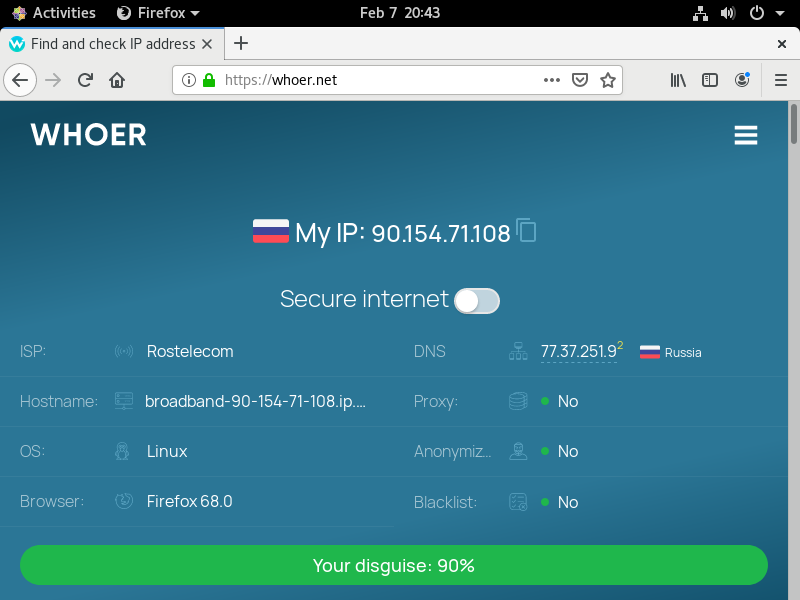 Activities Firefox Feb 7 20:43
Find and check IP address
https://whoer.net
WHOER
My IP: 90.154.71.108
Secure internet
ISP: Rostelecom DNS 77.37.251.9 2 Russia
Hostname: broadband-90-154-71-108.ip.... Proxy: No
OS: Linux Anonymiz... No
Browser: Firefox 68.0 Blacklist: No
Your disguise: 90%